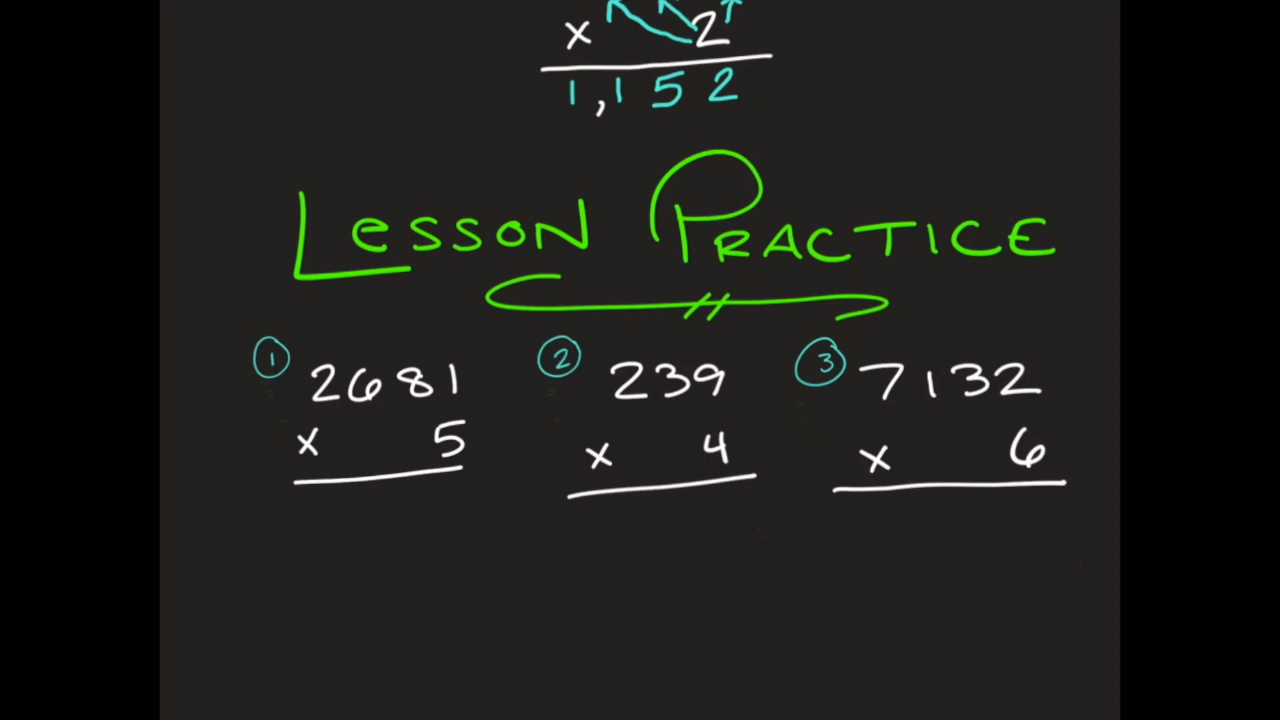 x 2
1,152
LESSON PRACTICE
1 2 3
2681 239 7132
x 5 x 4 x 6